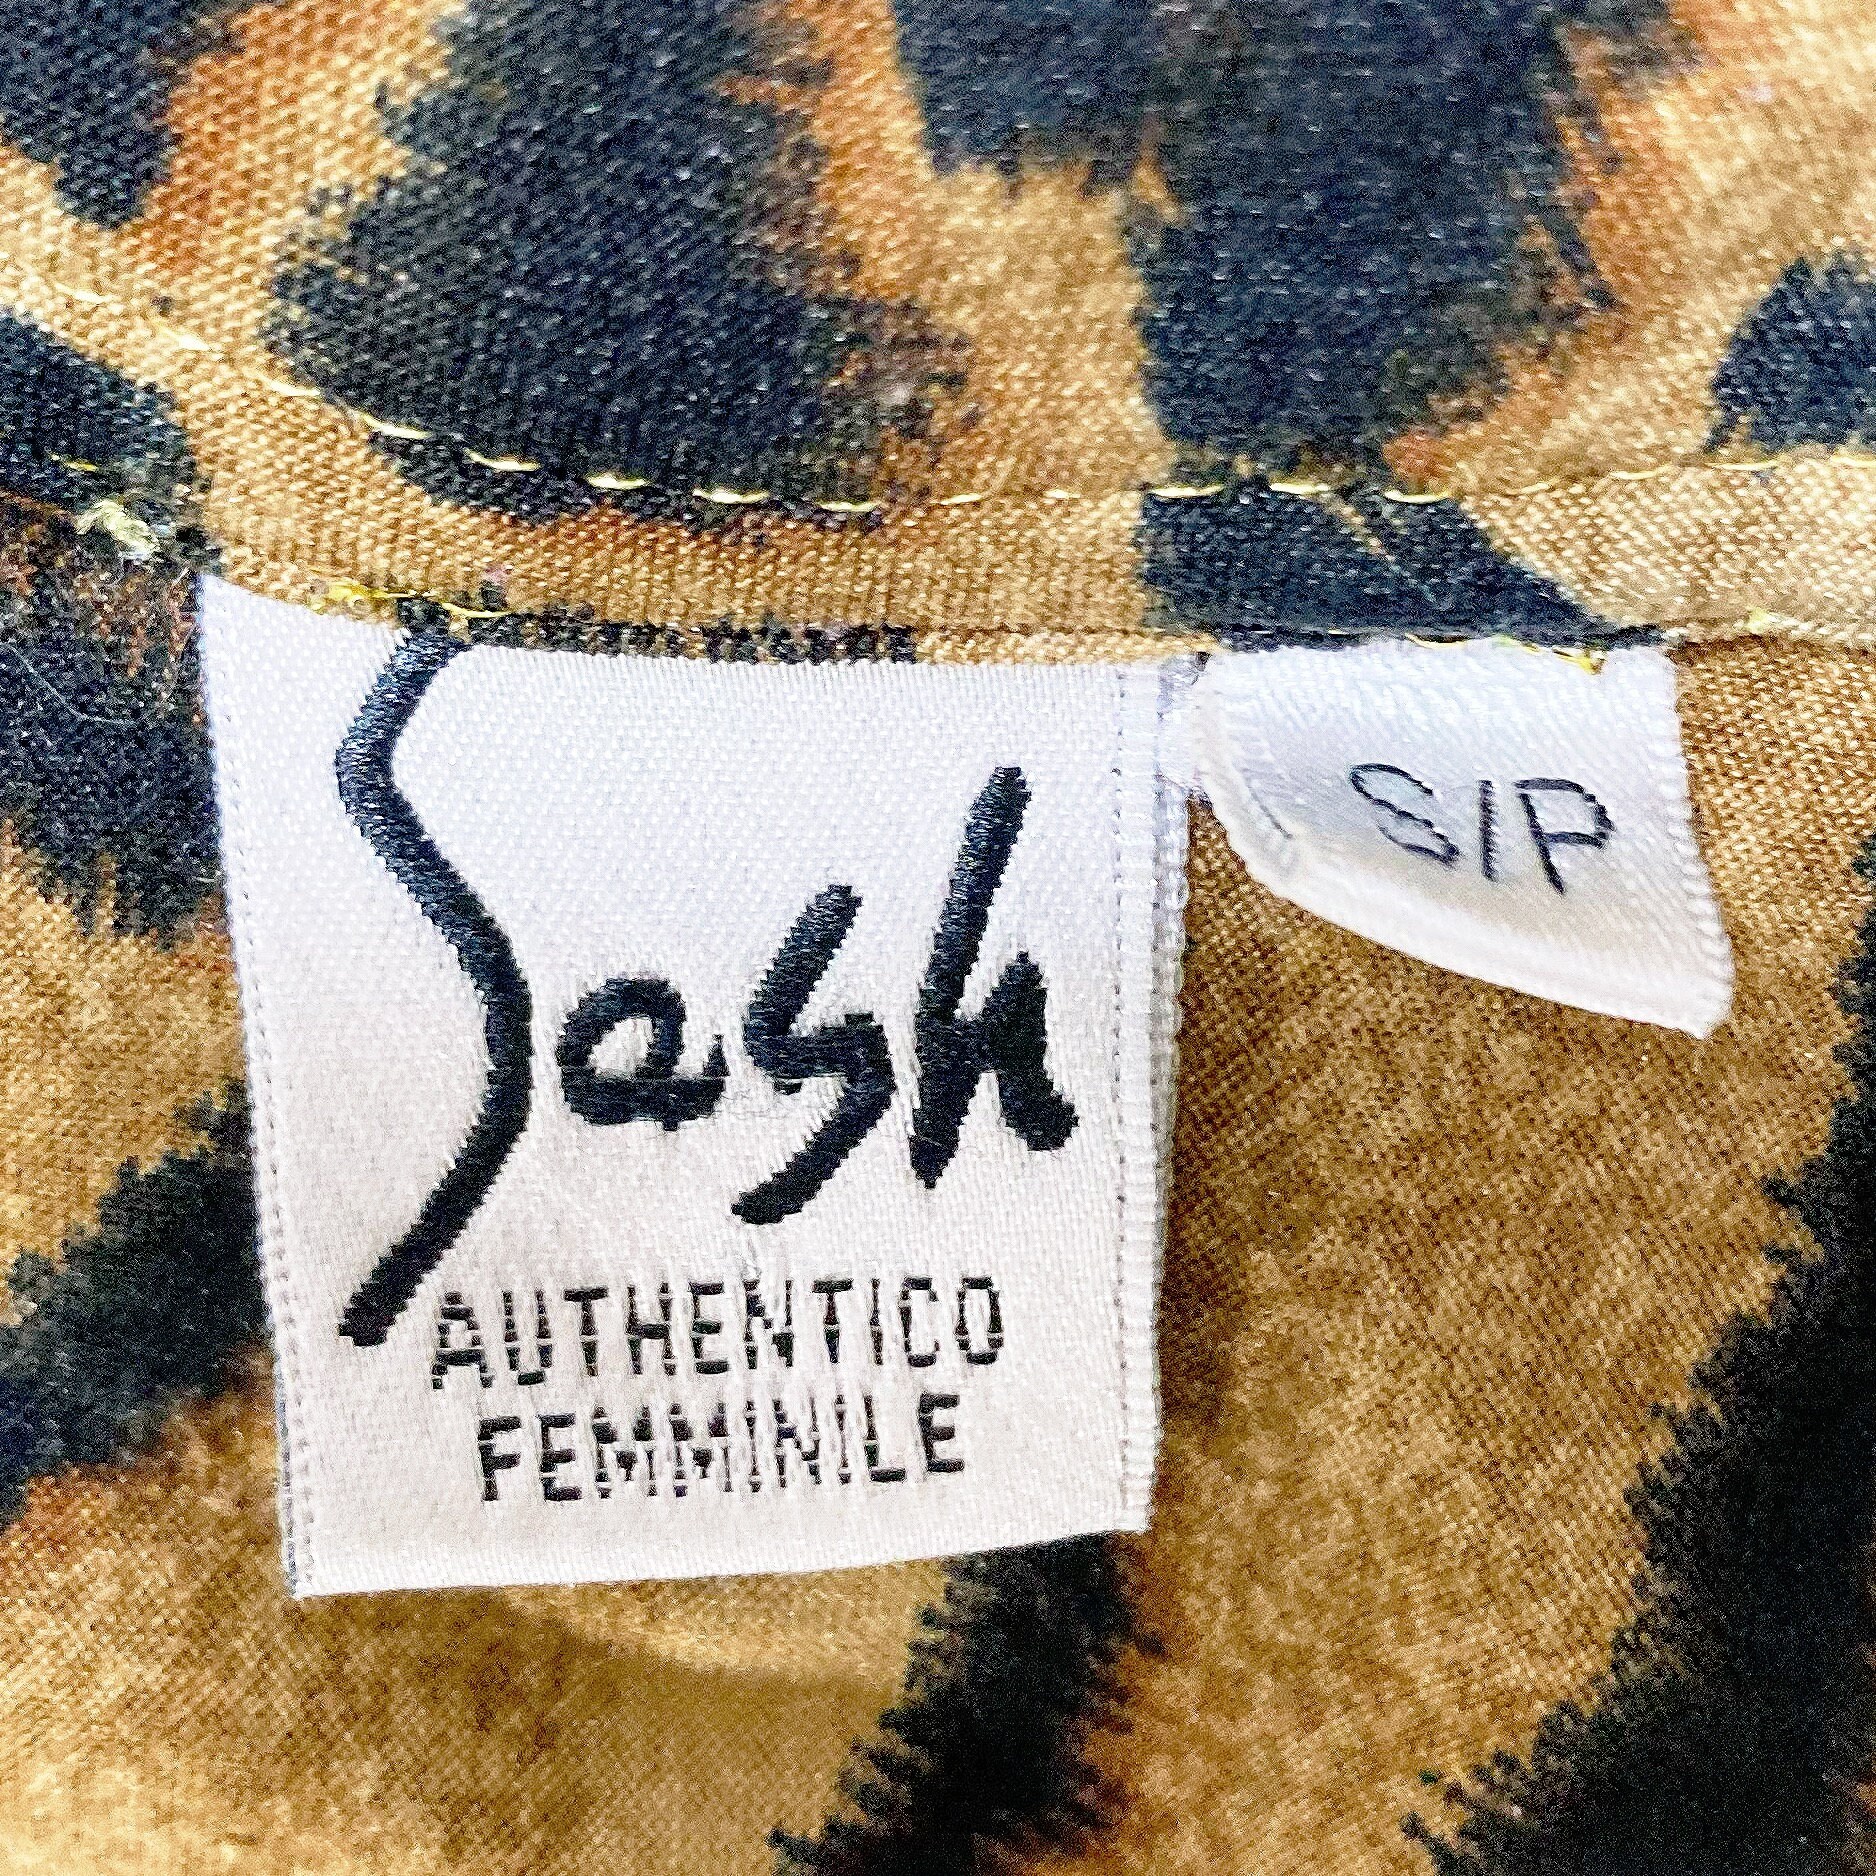 Sash
AUTHENTICO
FEMMINILE
S/P